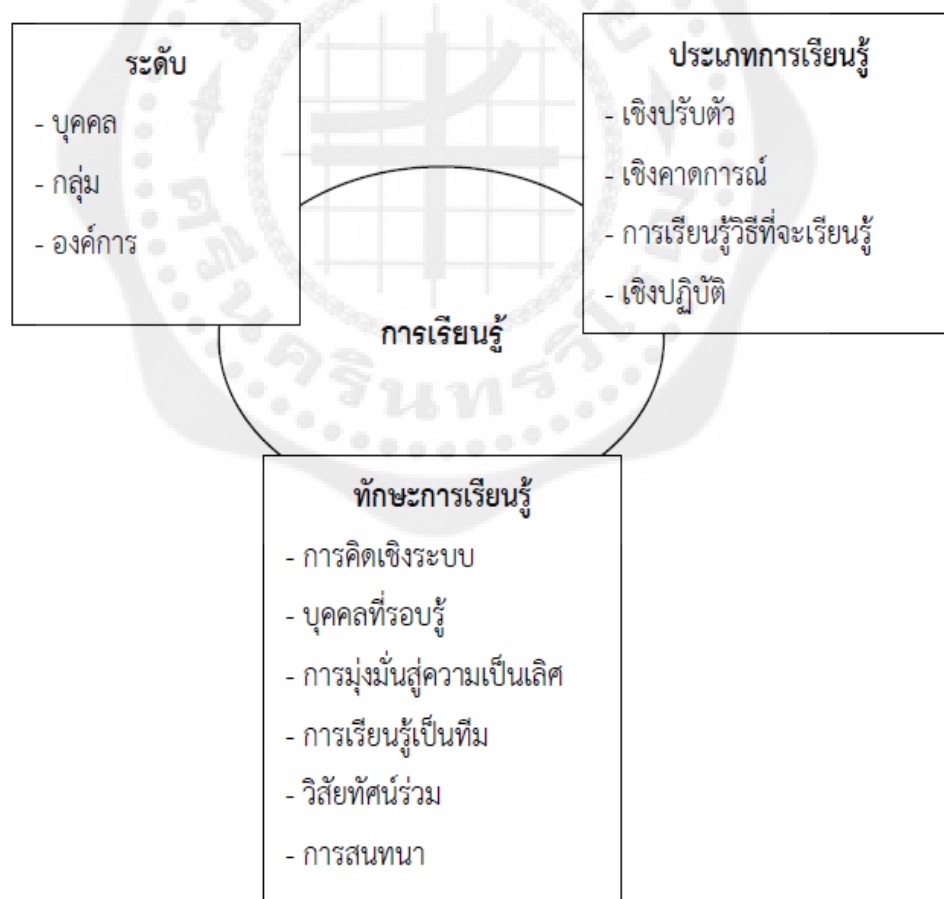 ระดับ
- บุคคล
- กลุ่ม
- องค์การ
ประเภทการเรียนรู้
- เชิงปรับตัว
- เชิงคาดการณ์
- การเรียนรู้วิธีที่จะเรียนรู้
- เชิงปฏิบัติ
การเรียนรู้
ทักษะการเรียนรู้
- การคิดเชิงระบบ
- บุคคลที่รอบรู้
- การมุ่งมั่นสู่ความเป็นเลิศ
- การเรียนรู้เป็นทีม
- วิสัยทัศน์ร่วม
- การสนทนา